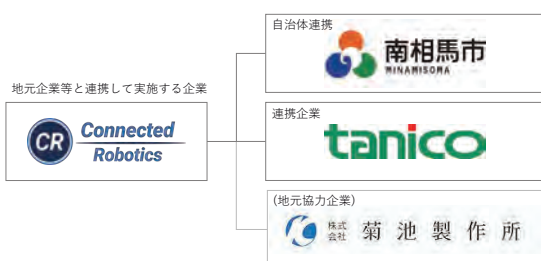 自治体連携
南相馬市
MINAMISOMA
地元企業等と連携して実施する企業
CR Connected
Robotics
連携企業
tanico
(地元協力企業)
株式
会社 菊池製作所